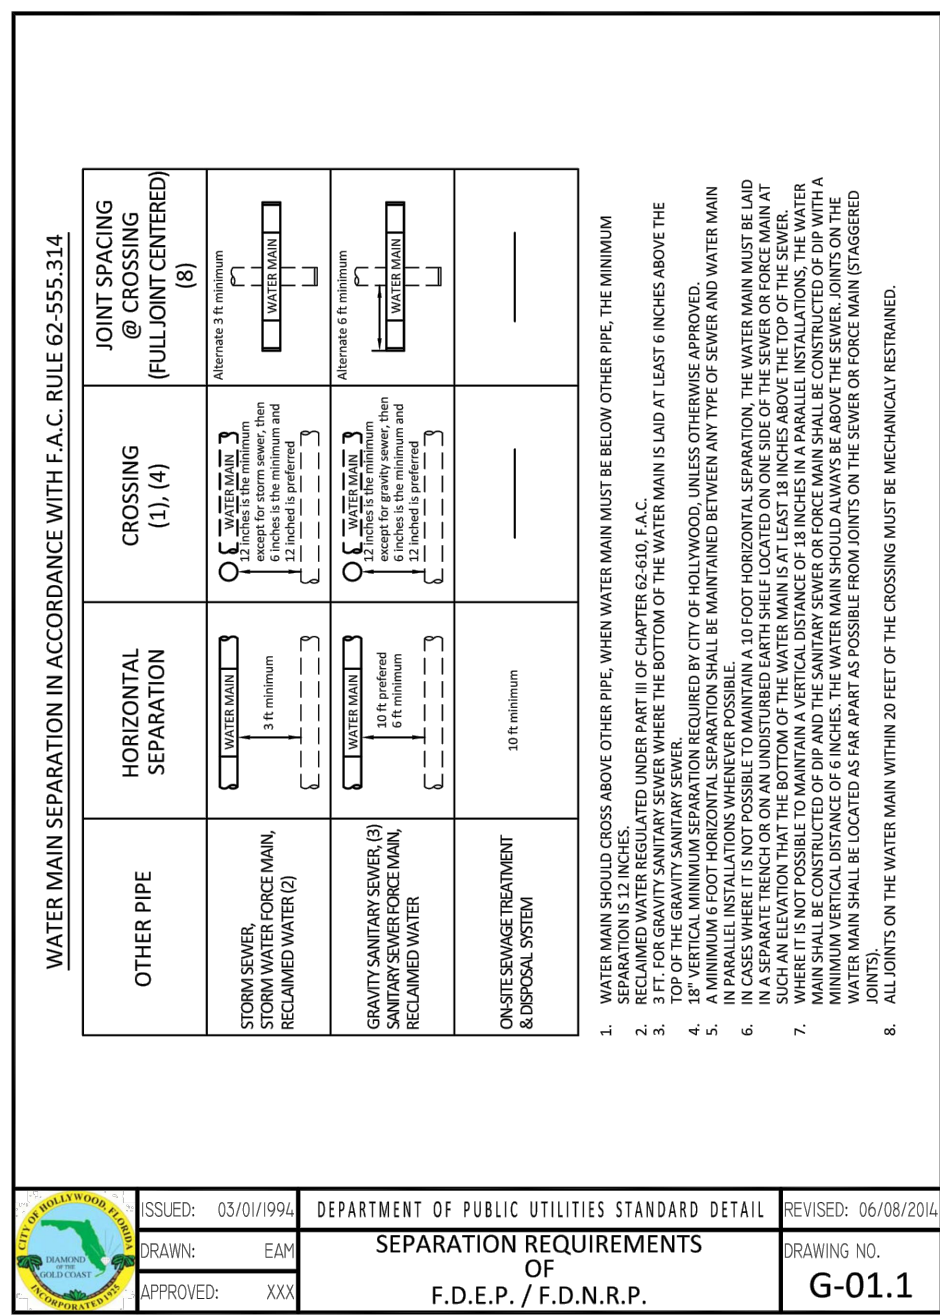 WATER MAIN SEPARATION IN ACCORDANCE WITH F.A.C. RULE 62-555.314
OTHER PIPE
HORIZONTAL
SEPARATION
CROSSING
(1), (4)
JOINT SPACING
@ CROSSING
(FULL JOINT CENTERED)
(8)
STORM SEWER,
STORM WATER FORCE MAIN,
RECLAIMED WATER (2)
WATER MAIN
3 ft minimum
WATER MAIN
12 inches is the minimum
except for storm sewer, then
6 inches is the minimum and
12 inched is preferred
Alternate 3 ft minimum
WATER MAIN
GRAVITY SANITARY SEWER, (3)
SANITARY SEWER FORCE MAIN,
RECLAIMED WATER
WATER MAIN
10 ft prefered
6 ft minimum
WATER MAIN
12 inches is the minimum
except for gravity sewer, then
6 inches is the minimum and
12 inched is preferred
Alternate 6 ft minimum
WATER MAIN
ON-SITE SEWAGE TREATMENT
& DISPOSAL SYSTEM
10 ft minimum
1. WATER MAIN SHOULD CROSS ABOVE OTHER PIPE, WHEN WATER MAIN MUST BE BELOW OTHER PIPE, THE MINIMUM
SEPARATION IS 12 INCHES.
2. RECLAIMED WATER REGULATED UNDER PART III OF CHAPTER 62-610, F.A.C.
3. 3 FT. FOR GRAVITY SANITARY SEWER WHERE THE BOTTOM OF THE WATER MAIN IS LAID AT LEAST 6 INCHES ABOVE THE
TOP OF THE GRAVITY SANITARY SEWER.
4. 18" VERTICAL MINIMUM SEPARATION REQUIRED BY CITY OF HOLLYWOOD, UNLESS OTHERWISE APPROVED.
5. A MINIMUM 6 FOOT HORIZONTAL SEPARATION SHALL BE MAINTAINED BETWEEN ANY TYPE OF SEWER AND WATER MAIN
IN PARALLEL INSTALLATIONS WHENEVER POSSIBLE.
6. IN CASES WHERE IT IS NOT POSSIBLE TO MAINTAIN A 10 FOOT HORIZONTAL SEPARATION, THE WATER MAIN MUST BE LAID
IN A SEPARATE TRENCH OR ON AN UNDISTURBED EARTH SHELF LOCATED ON ONE SIDE OF THE SEWER OR FORCE MAIN AT
SUCH AN ELEVATION THAT THE BOTTOM OF THE WATER MAIN IS AT LEAST 18 INCHES ABOVE THE TOP OF THE SEWER.
7. WHERE IT IS NOT POSSIBLE TO MAINTAIN A VERTICAL DISTANCE OF 18 INCHES IN A PARALLEL INSTALLATIONS, THE WATER
MAIN SHALL BE CONSTRUCTED OF DIP AND THE SANITARY SEWER OR FORCE MAIN SHALL BE CONSTRUCTED OF DIP WITH A
MINIMUM VERTICAL DISTANCE OF 6 INCHES. THE WATER MAIN SHOULD ALWAYS BE ABOVE THE SEWER. JOINTS ON THE
WATER MAIN SHALL BE LOCATED AS FAR APART AS POSSIBLE FROM JOINTS ON THE SEWER OR FORCE MAIN (STAGGERED
JOINTS).
8. ALL JOINTS ON THE WATER MAIN WITHIN 20 FEET OF THE CROSSING MUST BE MECHANICALY RESTRAINED.
CITY OF HOLLYWOOD, FLORIDA
DIAMOND
OF THE
GOLD COAST
INCORPORATED 1925
ISSUED: 03/01/1994
DRAWN: EAM
APPROVED: XXX
DEPARTMENT OF PUBLIC UTILITIES STANDARD DETAIL
SEPARATION REQUIREMENTS
OF
F.D.E.P. / F.D.N.R.P.
REVISED: 06/08/2014
DRAWING NO.
G-01.1